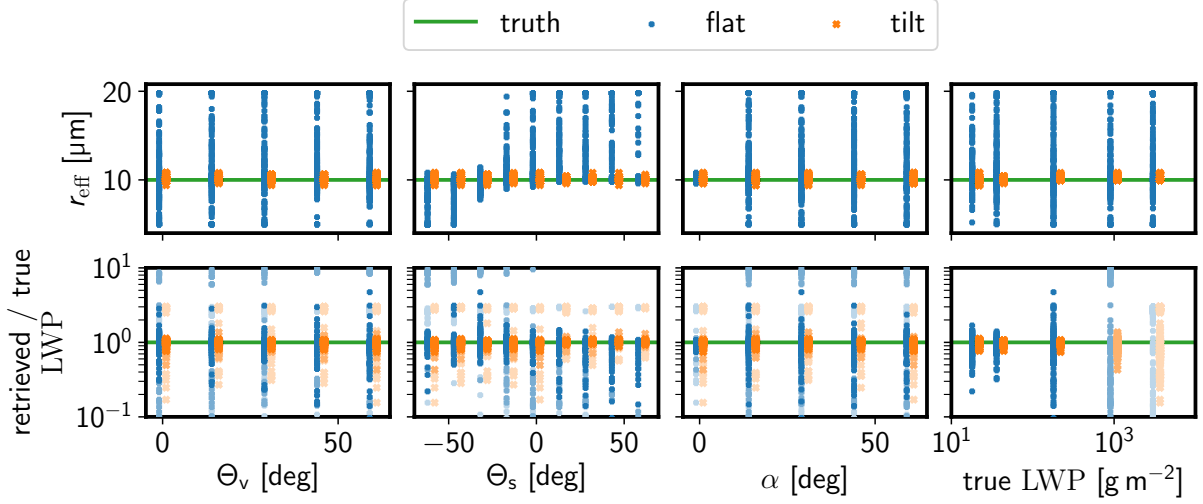 truth flat tilt
r_eff [μm]
20
10
retrieved / true
LWP
10^1
10^0
10^−1
0 50
−50 0 50
0 50
10^1 10^3
Θ_v [deg]
Θ_s [deg]
α [deg]
true LWP [g m^−2]